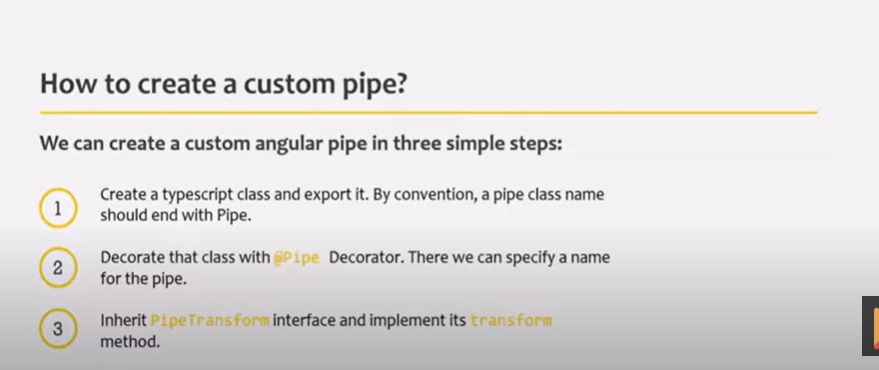 How to create a custom pipe?
We can create a custom angular pipe in three simple steps:
1
Create a typescript class and export it. By convention, a pipe class name
should end with Pipe.
2
Decorate that class with @Pipe Decorator. There we can specify a name
for the pipe.
3
Inherit PipeTransform interface and implement its transform
method.